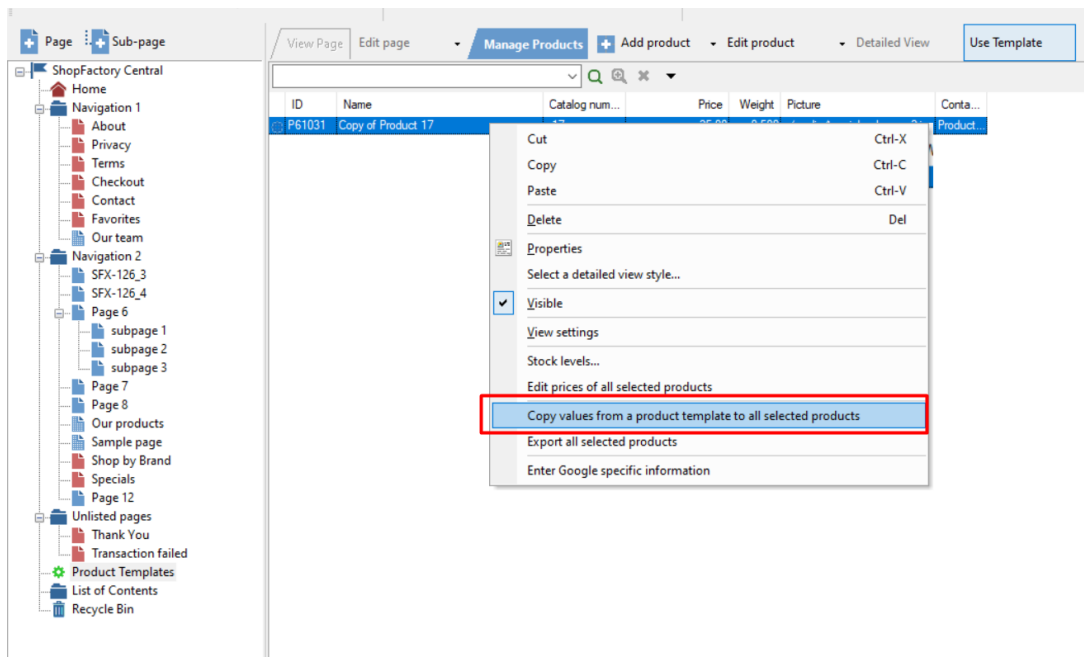 Page
Sub-page
View Page
Edit page
Manage Products
Add product
Edit product
Detailed View
Use Template
ShopFactory Central
Home
Navigation 1
About
Privacy
Terms
Checkout
Contact
Favorites
Our team
Navigation 2
SFX-126_3
SFX-126_4
Page 6
subpage 1
subpage 2
subpage 3
Page 7
Page 8
Our products
Sample page
Shop by Brand
Specials
Page 12
Unlisted pages
Thank You
Transaction failed
Product Templates
List of Contents
Recycle Bin
ID Name Catalog num... Price Weight Picture Conta...
P61031 Copy of Product 17 Product...
Cut Ctrl-X
Copy Ctrl-C
Paste Ctrl-V
Delete Del
Properties
Select a detailed view style...
Visible
View settings
Stock levels...
Edit prices of all selected products
Copy values from a product template to all selected products
Export all selected products
Enter Google specific information